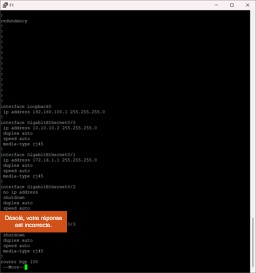 !
redundancy
!
!
!
!
!
!
!
!
!
!
interface Loopback0
ip address 192.168.100.1 255.255.255.0
!
interface GigabitEthernet0/0
ip address 10.10.10.2 255.255.255.0
duplex auto
speed auto
media-type rj45
!
interface GigabitEthernet0/1
ip address 172.16.1.1 255.255.255.0
duplex auto
speed auto
media-type rj45
!
interface GigabitEthernet0/2
no ip address
shutdown
duplex auto
speed auto
Désolé, votre réponse
est incorrecte.
shutdown
duplex auto
speed auto
media-type rj45
!
router bgp 100
--More--